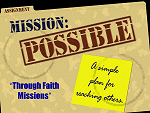 ASSIGNMENT
MISSION:
POSSIBLE
"Through Faith
Missions"
A simple
plan for
reaching others.